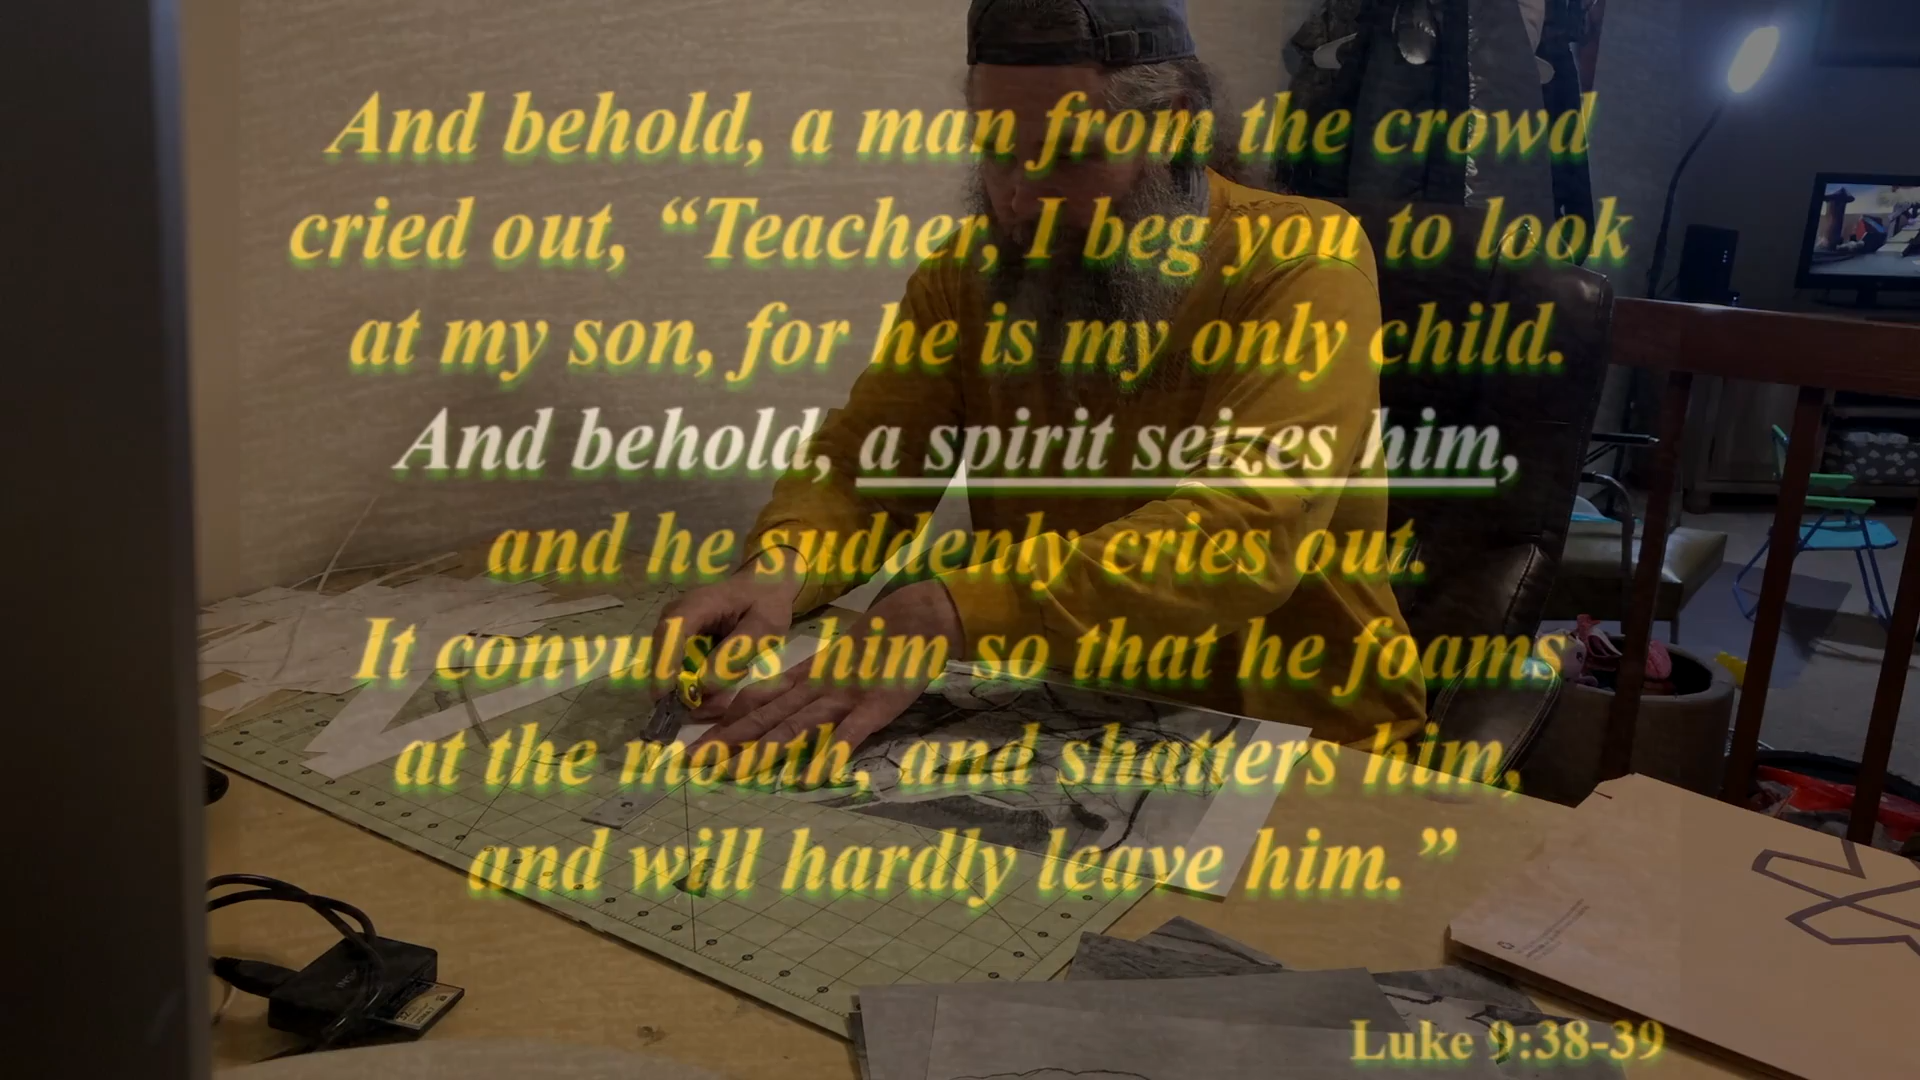 And behold, a man from the crowd
cried out, “Teacher, I beg you to look
at my son, for he is my only child.
And behold, a spirit seizes him,
and he suddenly cries out.
It convulses him so that he foams
at the mouth, and shatters him,
and will hardly leave him.”
Luke 9:38-39